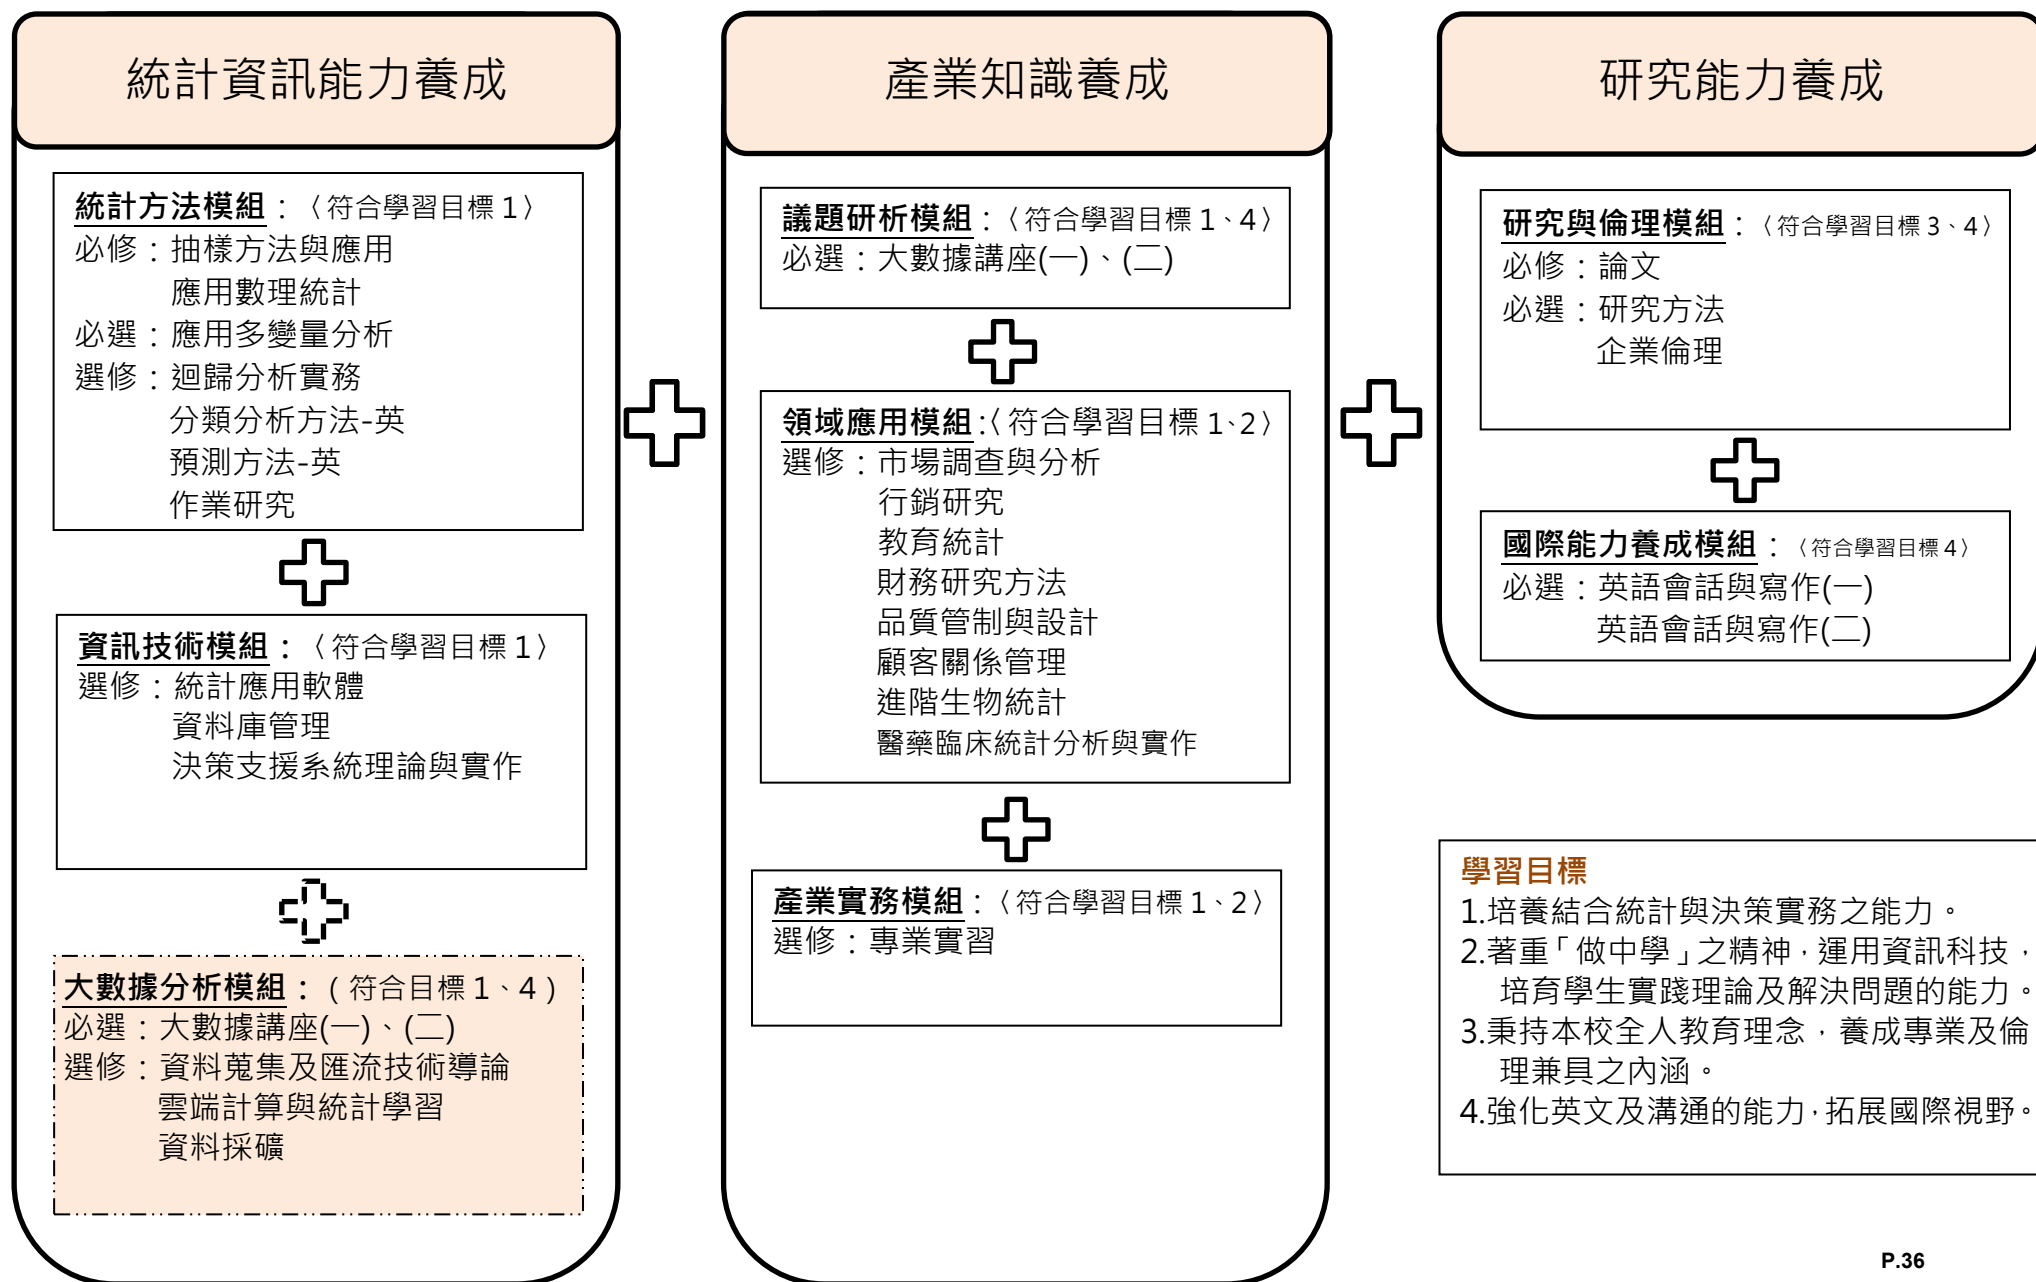 統計資訊能力養成
統計方法模組：〈符合學習目標 1〉
必修：抽樣方法與應用
應用數理統計
必選：應用多變量分析
選修：迴歸分析實務
分類分析方法-英
預測方法-英
作業研究
資訊技術模組：〈符合學習目標 1〉
選修：統計應用軟體
資料庫管理
決策支援系統理論與實作
大數據分析模組：（符合目標 1、4）
必選：大數據講座(一)、(二)
選修：資料蒐集及匯流技術導論
雲端計算與統計學習
資料採礦
產業知識養成
議題研析模組：〈符合學習目標 1、4〉
必選：大數據講座(一)、(二)
領域應用模組：〈符合學習目標 1、2〉
選修：市場調查與分析
行銷研究
教育統計
財務研究方法
品質管制與設計
顧客關係管理
進階生物統計
醫藥臨床統計分析與實作
產業實務模組：〈符合學習目標 1、2〉
選修：專業實習
研究能力養成
研究與倫理模組：〈符合學習目標 3、4〉
必修：論文
必選：研究方法
企業倫理
國際能力養成模組：〈符合學習目標 4〉
必選：英語會話與寫作(一)
英語會話與寫作(二)
學習目標
1.培養結合統計與決策實務之能力。
2.著重「做中學」之精神，運用資訊科技，
培育學生實踐理論及解決問題的能力。
3.秉持本校全人教育理念，養成專業及倫
理兼具之內涵。
4.強化英文及溝通的能力，拓展國際視野。
P.36